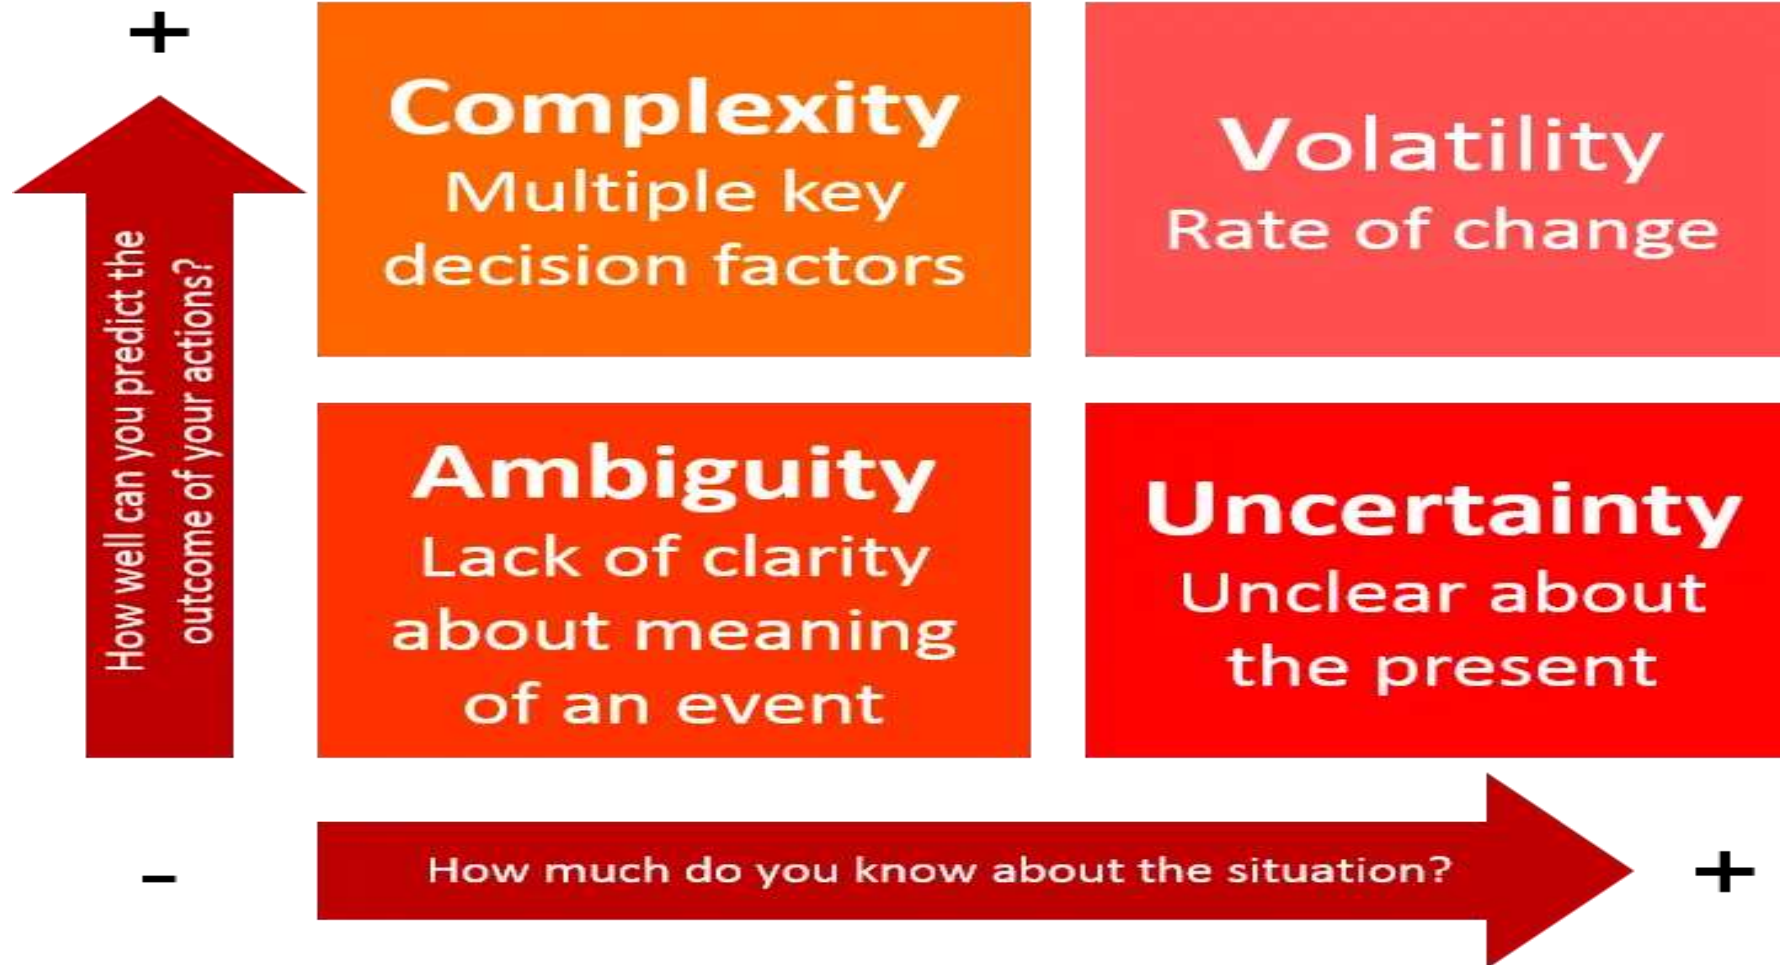 +
Complexity
Multiple key
decision factors
Volatility
Rate of change
How well can you predict the
outcome of your actions?
Ambiguity
Lack of clarity
about meaning
of an event
Uncertainty
Unclear about
the present
-
How much do you know about the situation?
+